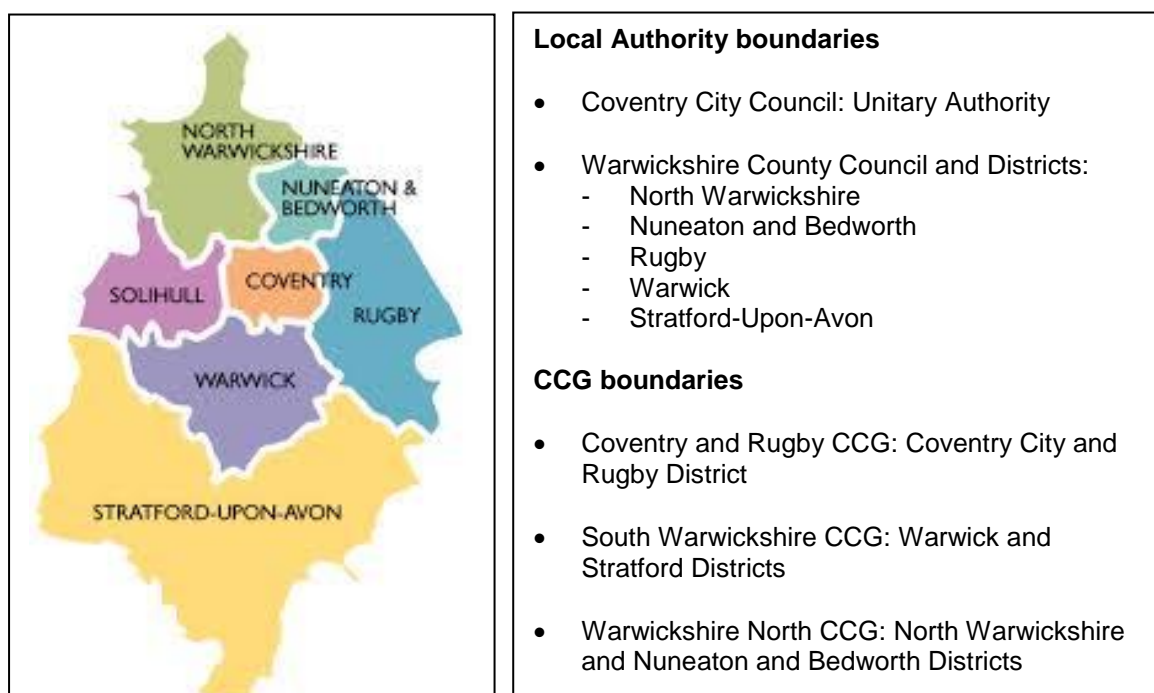 NORTH
WARWICKSHIRE
NUNEATON &
BEDWORTH
SOLIHULL
COVENTRY
RUGBY
WARWICK
STRATFORD-UPON-AVON
Local Authority boundaries
• Coventry City Council: Unitary Authority
• Warwickshire County Council and Districts:
- North Warwickshire
- Nuneaton and Bedworth
- Rugby
- Warwick
- Stratford-Upon-Avon
CCG boundaries
• Coventry and Rugby CCG: Coventry City and
Rugby District
• South Warwickshire CCG: Warwick and
Stratford Districts
• Warwickshire North CCG: North Warwickshire
and Nuneaton and Bedworth Districts